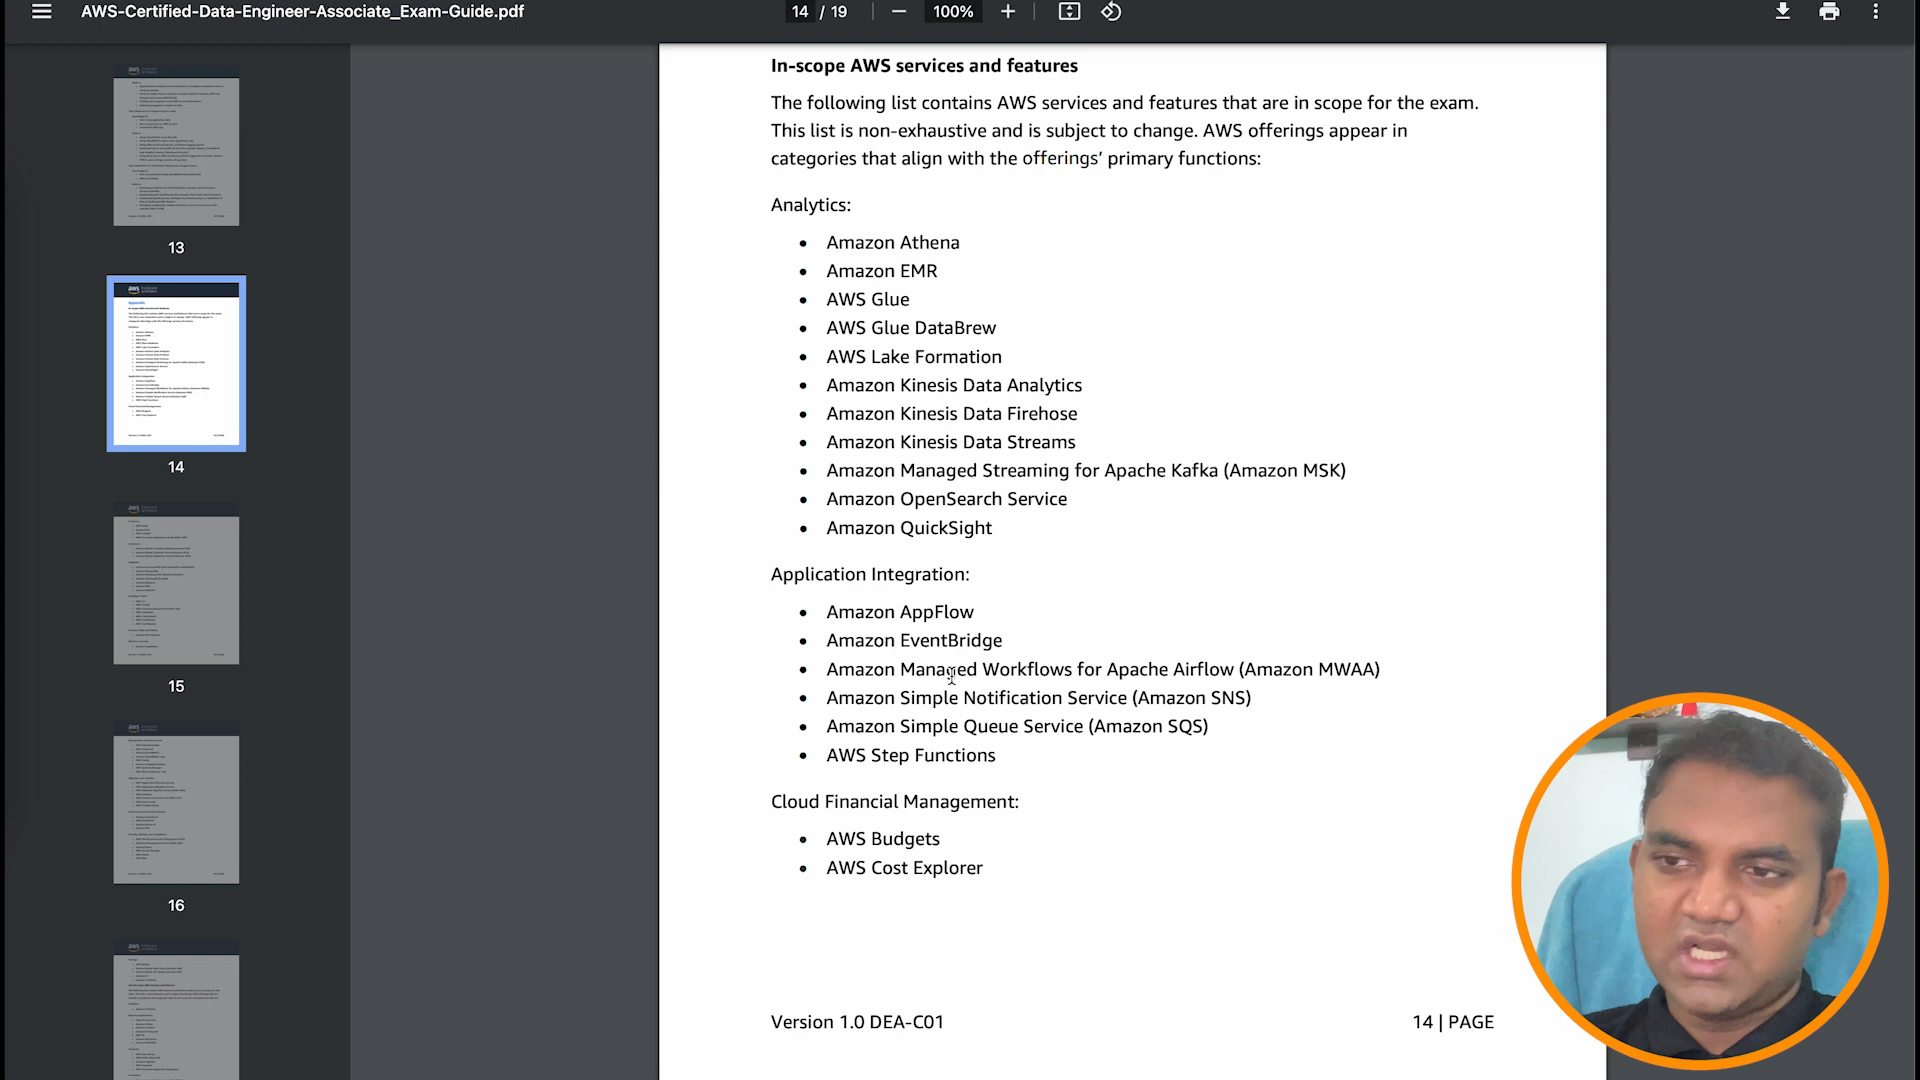 AWS-Certified-Data-Engineer-Associate_Exam-Guide.pdf
14 / 19
100%
In-scope AWS services and features
The following list contains AWS services and features that are in scope for the exam.
This list is non-exhaustive and is subject to change. AWS offerings appear in
categories that align with the offerings’ primary functions:
Analytics:
• Amazon Athena
• Amazon EMR
• AWS Glue
• AWS Glue DataBrew
• AWS Lake Formation
• Amazon Kinesis Data Analytics
• Amazon Kinesis Data Firehose
• Amazon Kinesis Data Streams
• Amazon Managed Streaming for Apache Kafka (Amazon MSK)
• Amazon OpenSearch Service
• Amazon QuickSight
Application Integration:
• Amazon AppFlow
• Amazon EventBridge
• Amazon Managed Workflows for Apache Airflow (Amazon MWAA)
• Amazon Simple Notification Service (Amazon SNS)
• Amazon Simple Queue Service (Amazon SQS)
• AWS Step Functions
Cloud Financial Management:
• AWS Budgets
• AWS Cost Explorer
Version 1.0 DEA-C01
14 | PAGE
13
14
15
16